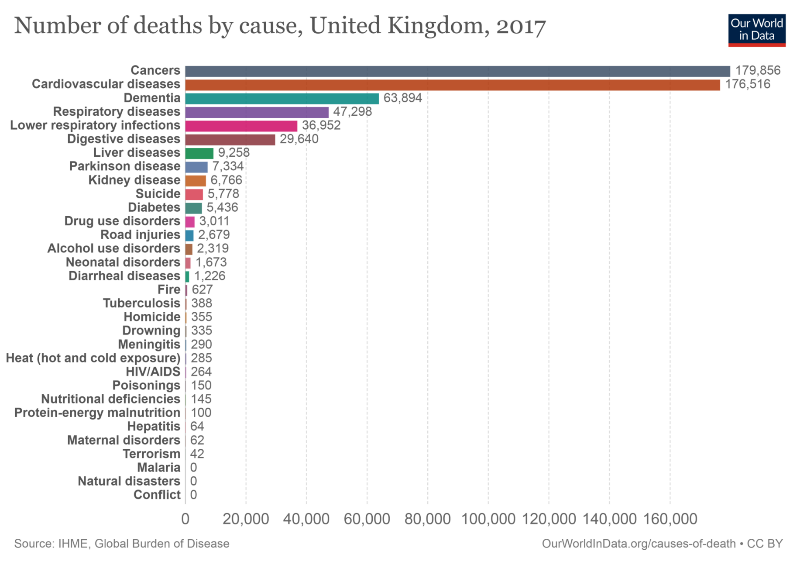 Number of deaths by cause, United Kingdom, 2017
Our World
in Data
Cancers 179,856
Cardiovascular diseases 176,516
Dementia 63,894
Respiratory diseases 47,298
Lower respiratory infections 36,952
Digestive diseases 29,640
Liver diseases 9,258
Parkinson disease 7,334
Kidney disease 6,766
Suicide 5,778
Diabetes 5,436
Drug use disorders 3,011
Road injuries 2,679
Alcohol use disorders 2,319
Neonatal disorders 1,673
Diarrheal diseases 1,226
Fire 627
Tuberculosis 388
Homicide 355
Drowning 335
Meningitis 290
Heat (hot and cold exposure) 285
HIV/AIDS 264
Poisonings 150
Nutritional deficiencies 145
Protein-energy malnutrition 100
Hepatitis 64
Maternal disorders 62
Terrorism 42
Malaria 0
Natural disasters 0
Conflict 0
0 20,000 40,000 60,000 80,000 100,000 120,000 140,000 160,000
Source: IHME, Global Burden of Disease OurWorldInData.org/causes-of-death • CC BY